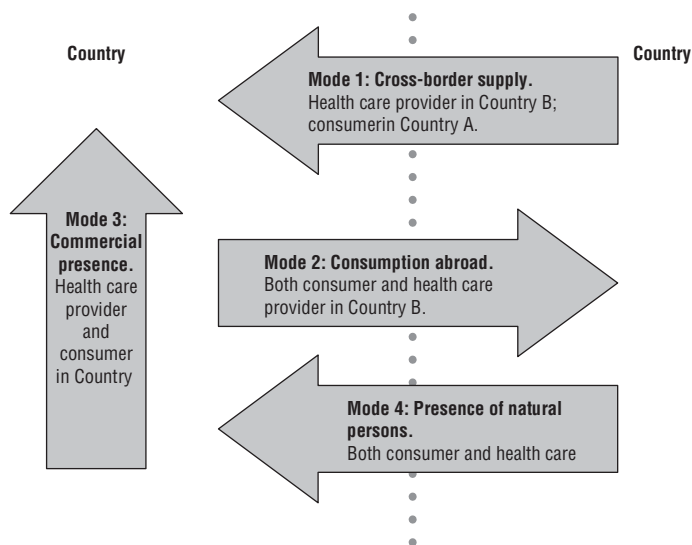 Country
Country
Mode 1: Cross-border supply.
Health care provider in Country B;
consumerin Country A.
Mode 3:
Commercial
presence.
Health care
provider
and
consumer
in Country
Mode 2: Consumption abroad.
Both consumer and health care
provider in Country B.
Mode 4: Presence of natural
persons.
Both consumer and health care